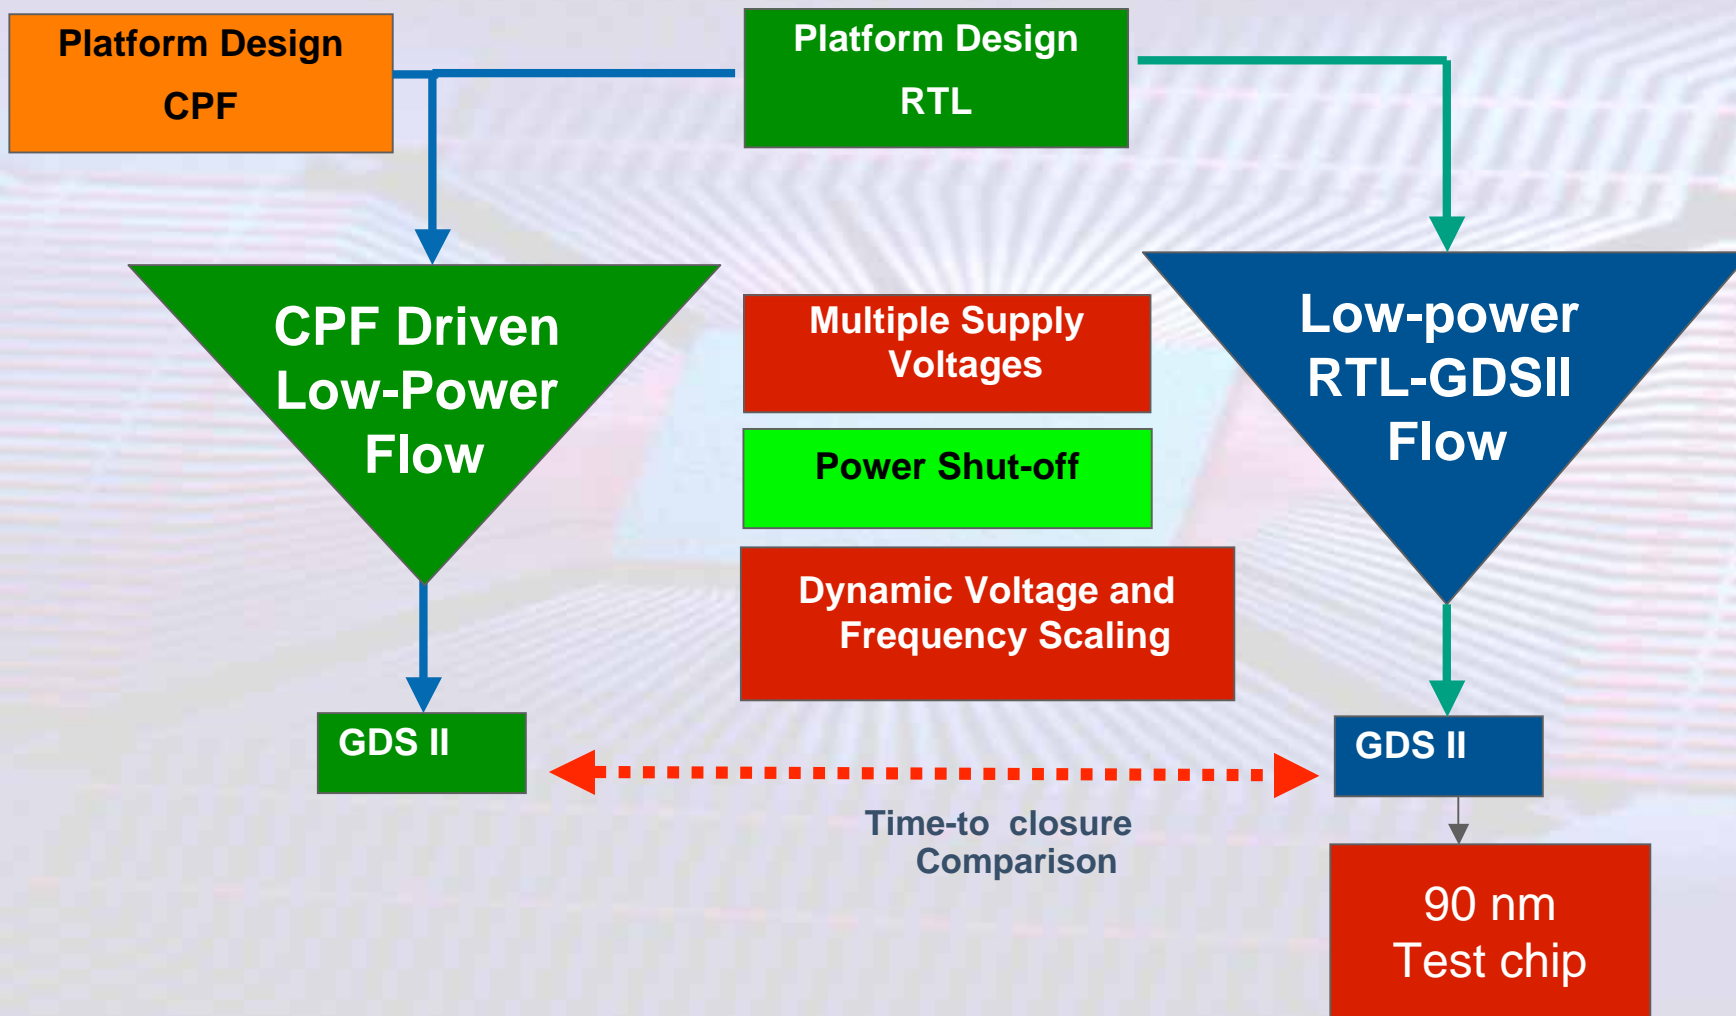 Platform Design
CPF
Platform Design
RTL
CPF Driven
Low-Power
Flow
Multiple Supply
Voltages
Power Shut-off
Dynamic Voltage and
Frequency Scaling
Low-power
RTL-GDSII
Flow
GDS II
GDS II
Time-to closure
Comparison
90 nm
Test chip